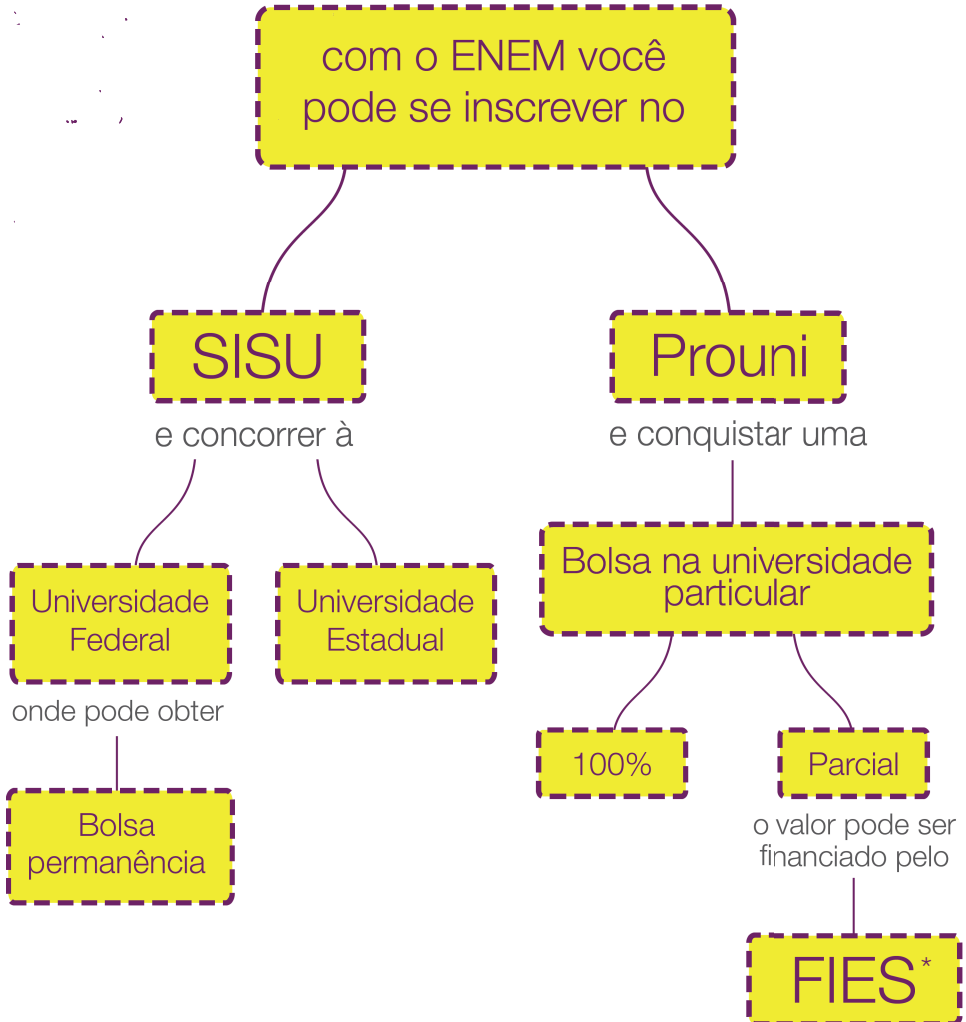 com o ENEM você
pode se inscrever no
SISU
Prouni
e concorrer à
e conquistar uma
Universidade
Federal
Universidade
Estadual
Bolsa na universidade
particular
onde pode obter
100%
Parcial
Bolsa
permanência
o valor pode ser
financiado pelo
FIES*